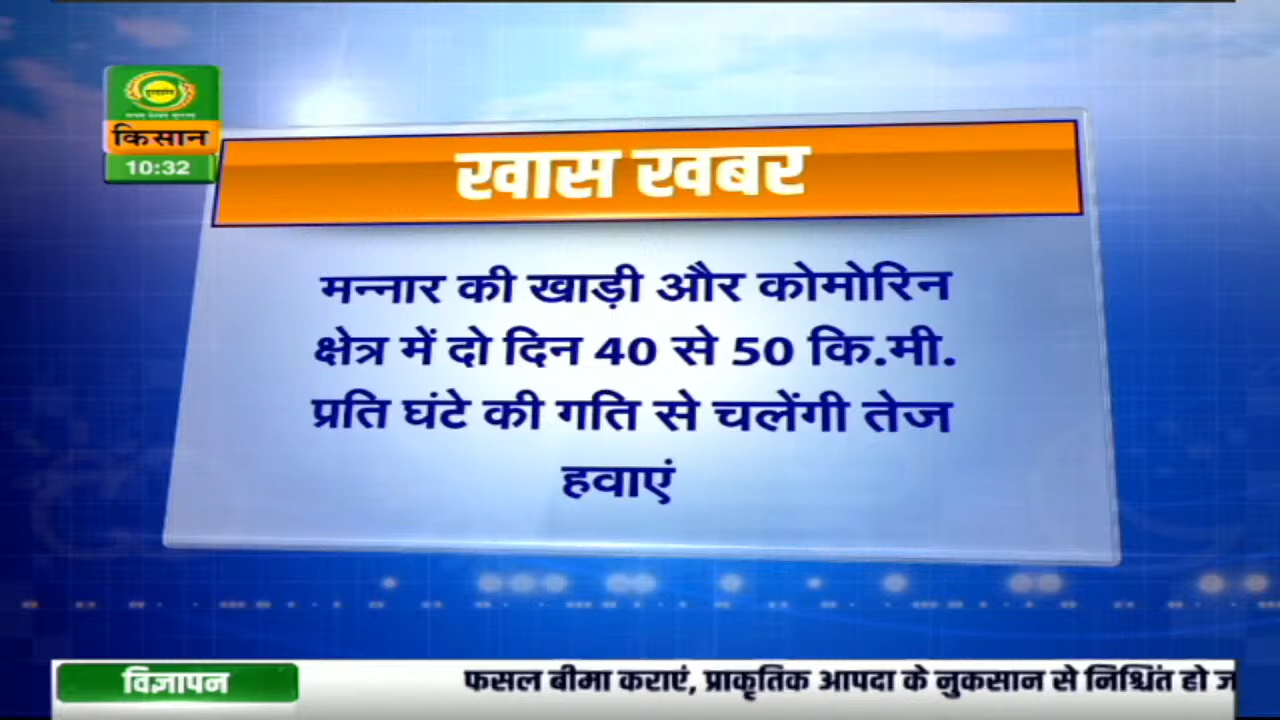 किसान
10:32
खास खबर
मन्नार की खाड़ी और कोमोरिन
क्षेत्र में दो दिन 40 से 50 कि.मी.
प्रति घंटे की गति से चलेंगी तेज
हवाएं
विज्ञापन
फसल बीमा कराएं, प्राकृतिक आपदा के नुकसान से निश्चिंत हो